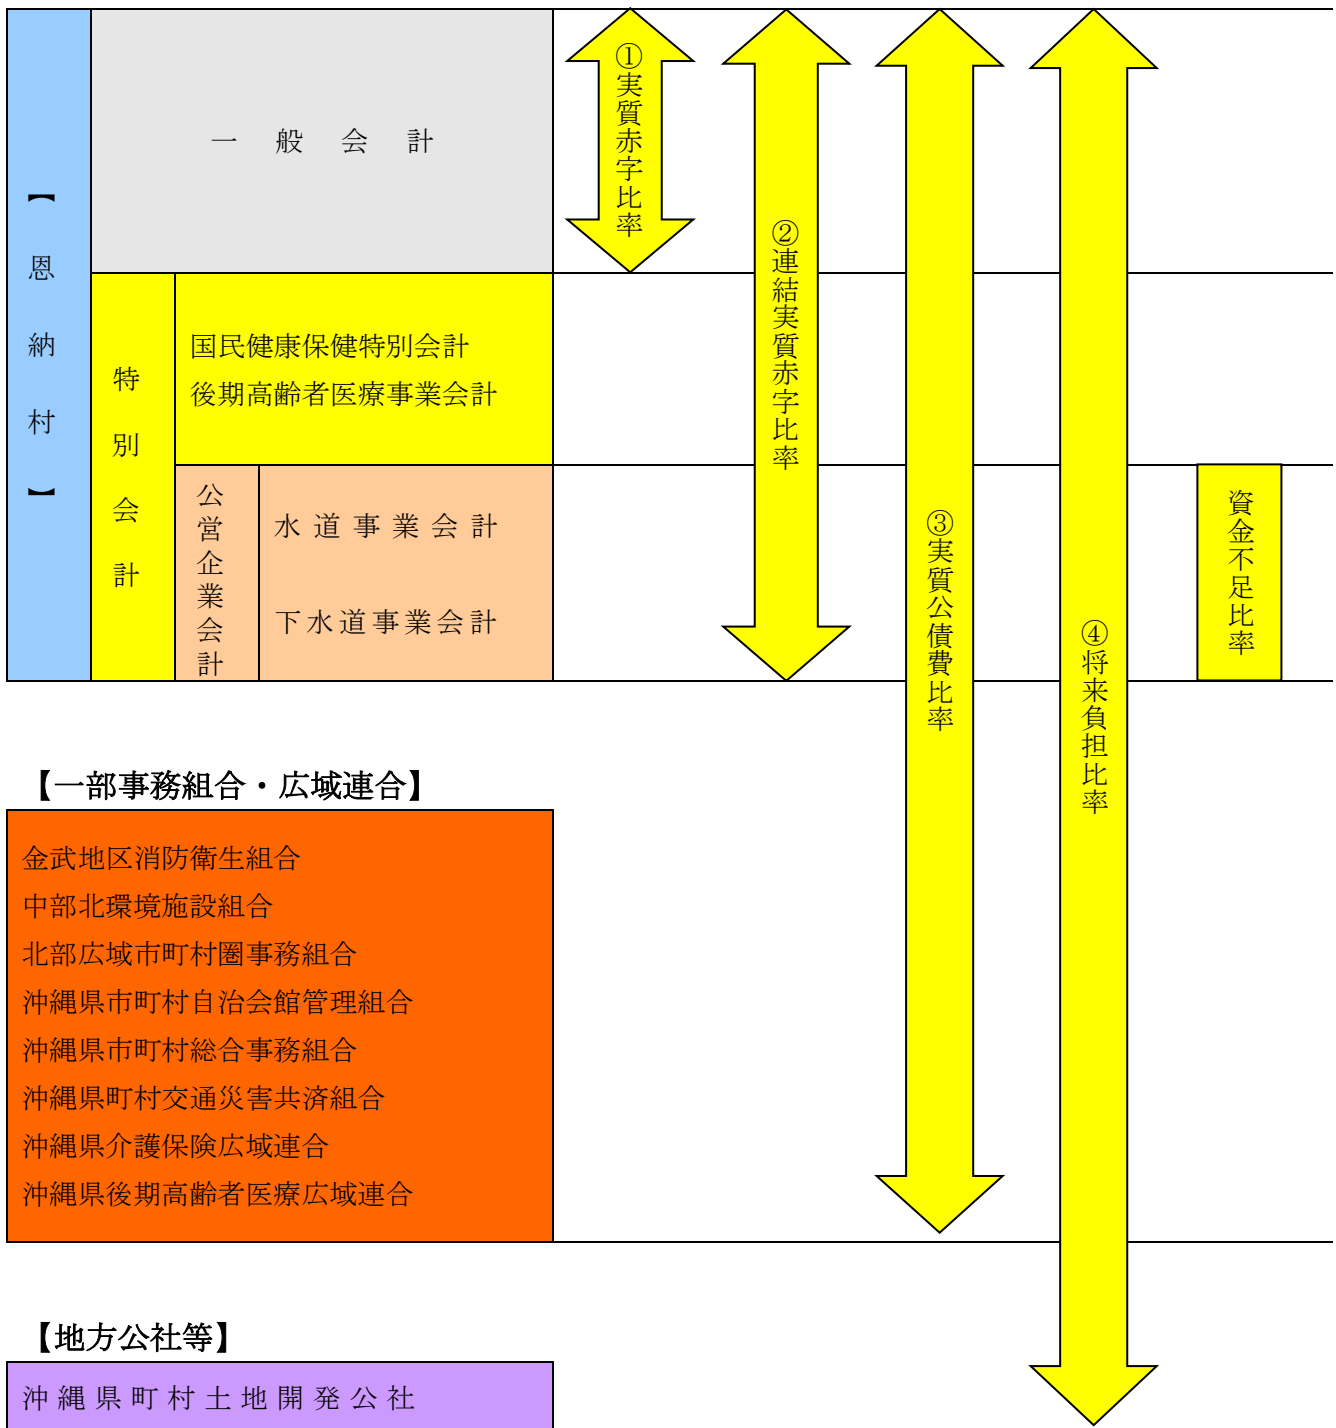 【恩納村】
一般会計
特別会計
国民健康保健特別会計
後期高齢者医療事業会計
公営企業会計
水道事業会計
下水道事業会計
①実質赤字比率
②連結実質赤字比率
③実質公債費比率
④将来負担比率
資金不足比率
【一部事務組合・広域連合】
金武地区消防衛生組合
中部北環境施設組合
北部広域市町村圏事務組合
沖縄県市町村自治会館管理組合
沖縄県市町村総合事務組合
沖縄県町村交通災害共済組合
沖縄県介護保険広域連合
沖縄県後期高齢者医療広域連合
【地方公社等】
沖縄県町村土地開発公社